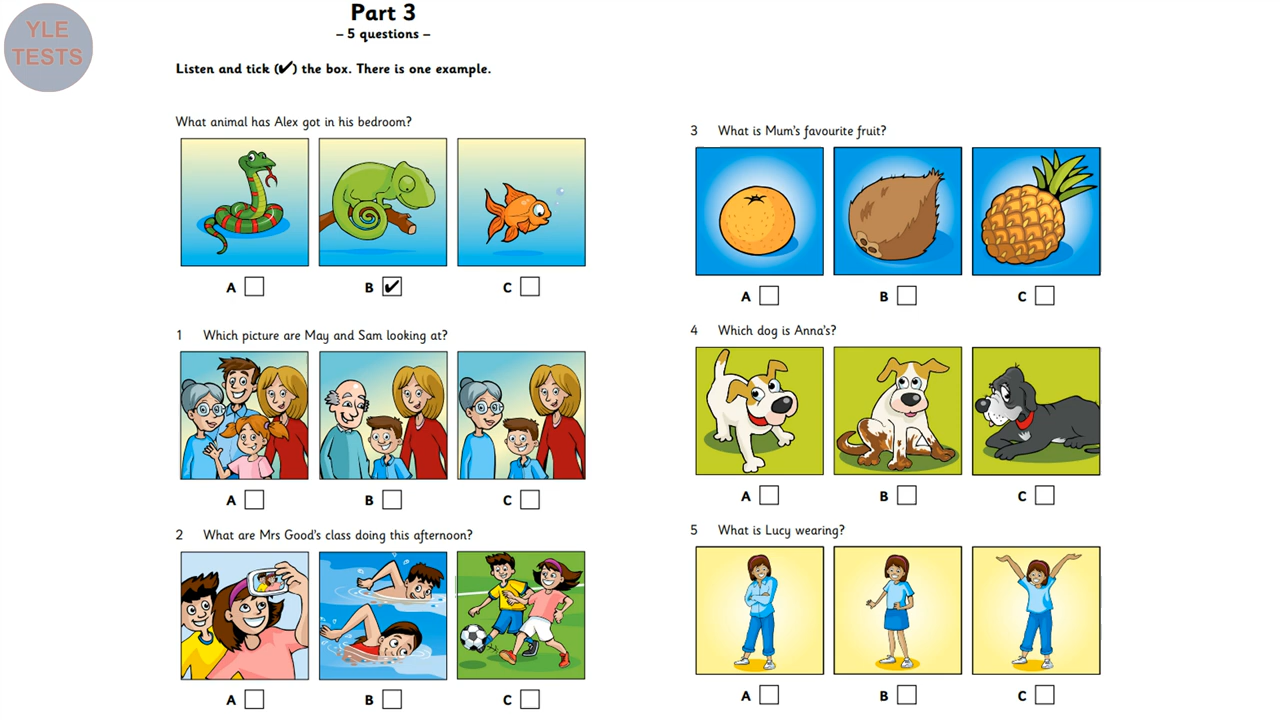 YLE
TESTS
Part 3
– 5 questions –
Listen and tick (✔) the box. There is one example.
What animal has Alex got in his bedroom?
A
B ✔
C
1 Which picture are May and Sam looking at?
A
B
C
2 What are Mrs Good's class doing this afternoon?
A
B
C
3 What is Mum's favourite fruit?
A
B
C
4 Which dog is Anna's?
A
B
C
5 What is Lucy wearing?
A
B
C